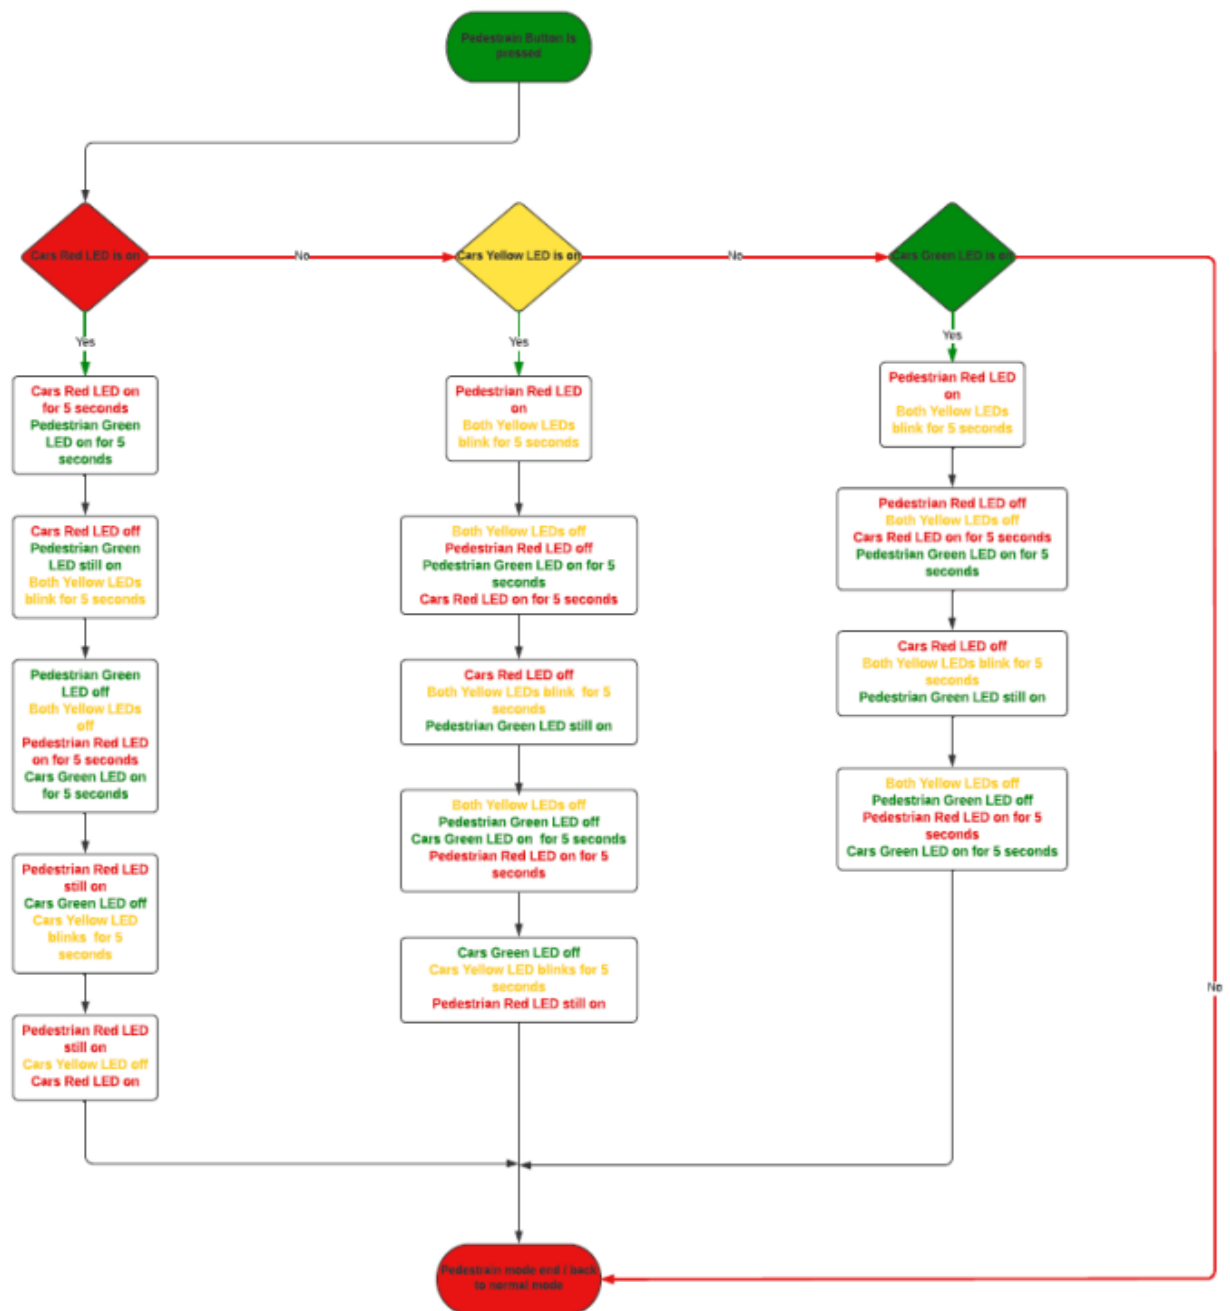 Pedestrain Button Is
pressed
Cars Red LED is on
No
Cars Yellow LED is on
No
Cars Green LED is on
Yes
Yes
Yes
Cars Red LED on
for 5 seconds
Pedestrian Green
LED on for 5
seconds
Cars Red LED off
Pedestrian Green
LED still on
Both Yellow LEDs
blink for 5 seconds
Pedestrian Green
LED off
Both Yellow LEDs
off
Pedestrian Red LED
on for 5 seconds
Cars Green LED on
for 5 seconds
Pedestrian Red LED
still on
Cars Green LED off
Cars Yellow LED
blinks for 5
seconds
Pedestrian Red LED
still on
Cars Yellow LED off
Cars Red LED on
Pedestrian Red LED
on
Both Yellow LEDs
blink for 5 seconds
Both Yellow LEDs off
Pedestrian Red LED off
Pedestrian Green LED on for 5
seconds
Cars Red LED on for 5 seconds
Cars Red LED off
Both Yellow LEDs blink for 5
seconds
Pedestrian Green LED still on
Both Yellow LEDs off
Pedestrian Green LED off
Cars Green LED on for 5 seconds
Pedestrian Red LED on for 5
seconds
Cars Green LED off
Cars Yellow LED blinks for 5
seconds
Pedestrian Red LED still on
Pedestrian Red LED
on
Both Yellow LEDs
blink for 5 seconds
Pedestrian Red LED off
Both Yellow LEDs off
Cars Red LED on for 5 seconds
Pedestrian Green LED on for 5
seconds
Cars Red LED off
Both Yellow LEDs blink for 5
seconds
Pedestrian Green LED still on
Both Yellow LEDs off
Pedestrian Green LED off
Pedestrian Red LED on for 5
seconds
Cars Green LED on for 5 seconds
No
Pedestrain mode end / back
to normal mode